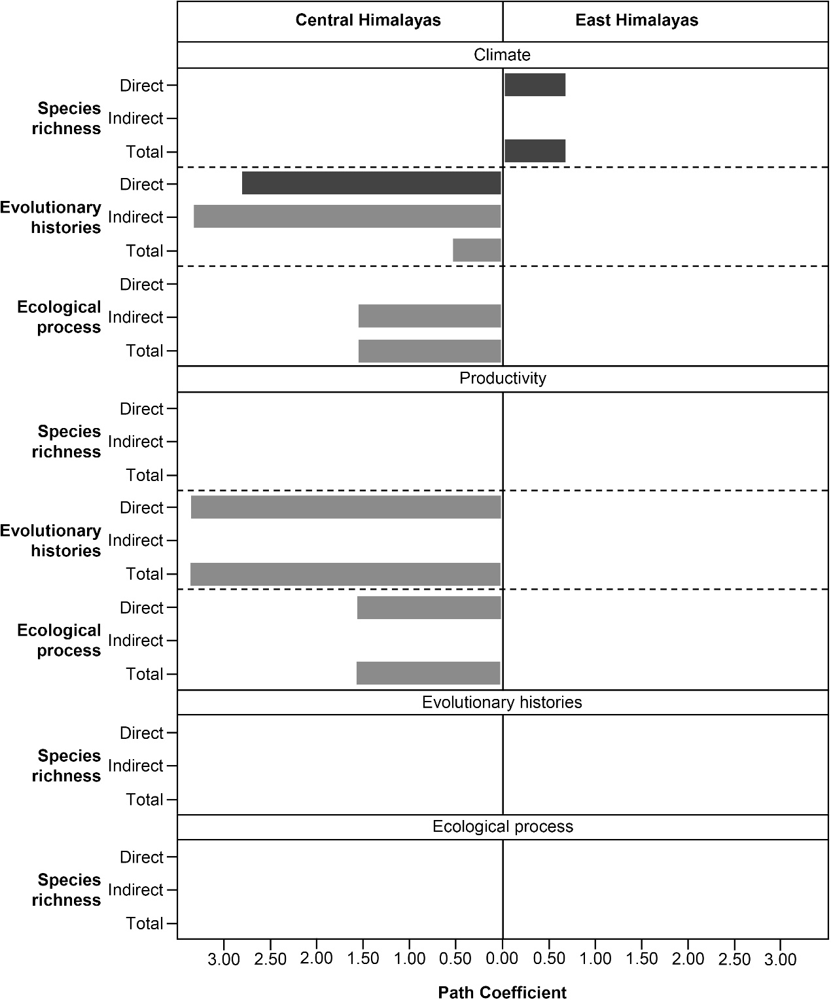 Central Himalayas East Himalayas
Climate
Direct
Species
richness
Indirect
Total
Direct
Evolutionary
histories
Indirect
Total
Direct
Ecological
process
Indirect
Total
Productivity
Direct
Species
richness
Indirect
Total
Direct
Evolutionary
histories
Indirect
Total
Direct
Ecological
process
Indirect
Total
Evolutionary histories
Direct
Species
richness
Indirect
Total
Ecological process
Direct
Species
richness
Indirect
Total
3.00 2.50 2.00 1.50 1.00 0.50 0.00 0.50 1.00 1.50 2.00 2.50 3.00
Path Coefficient